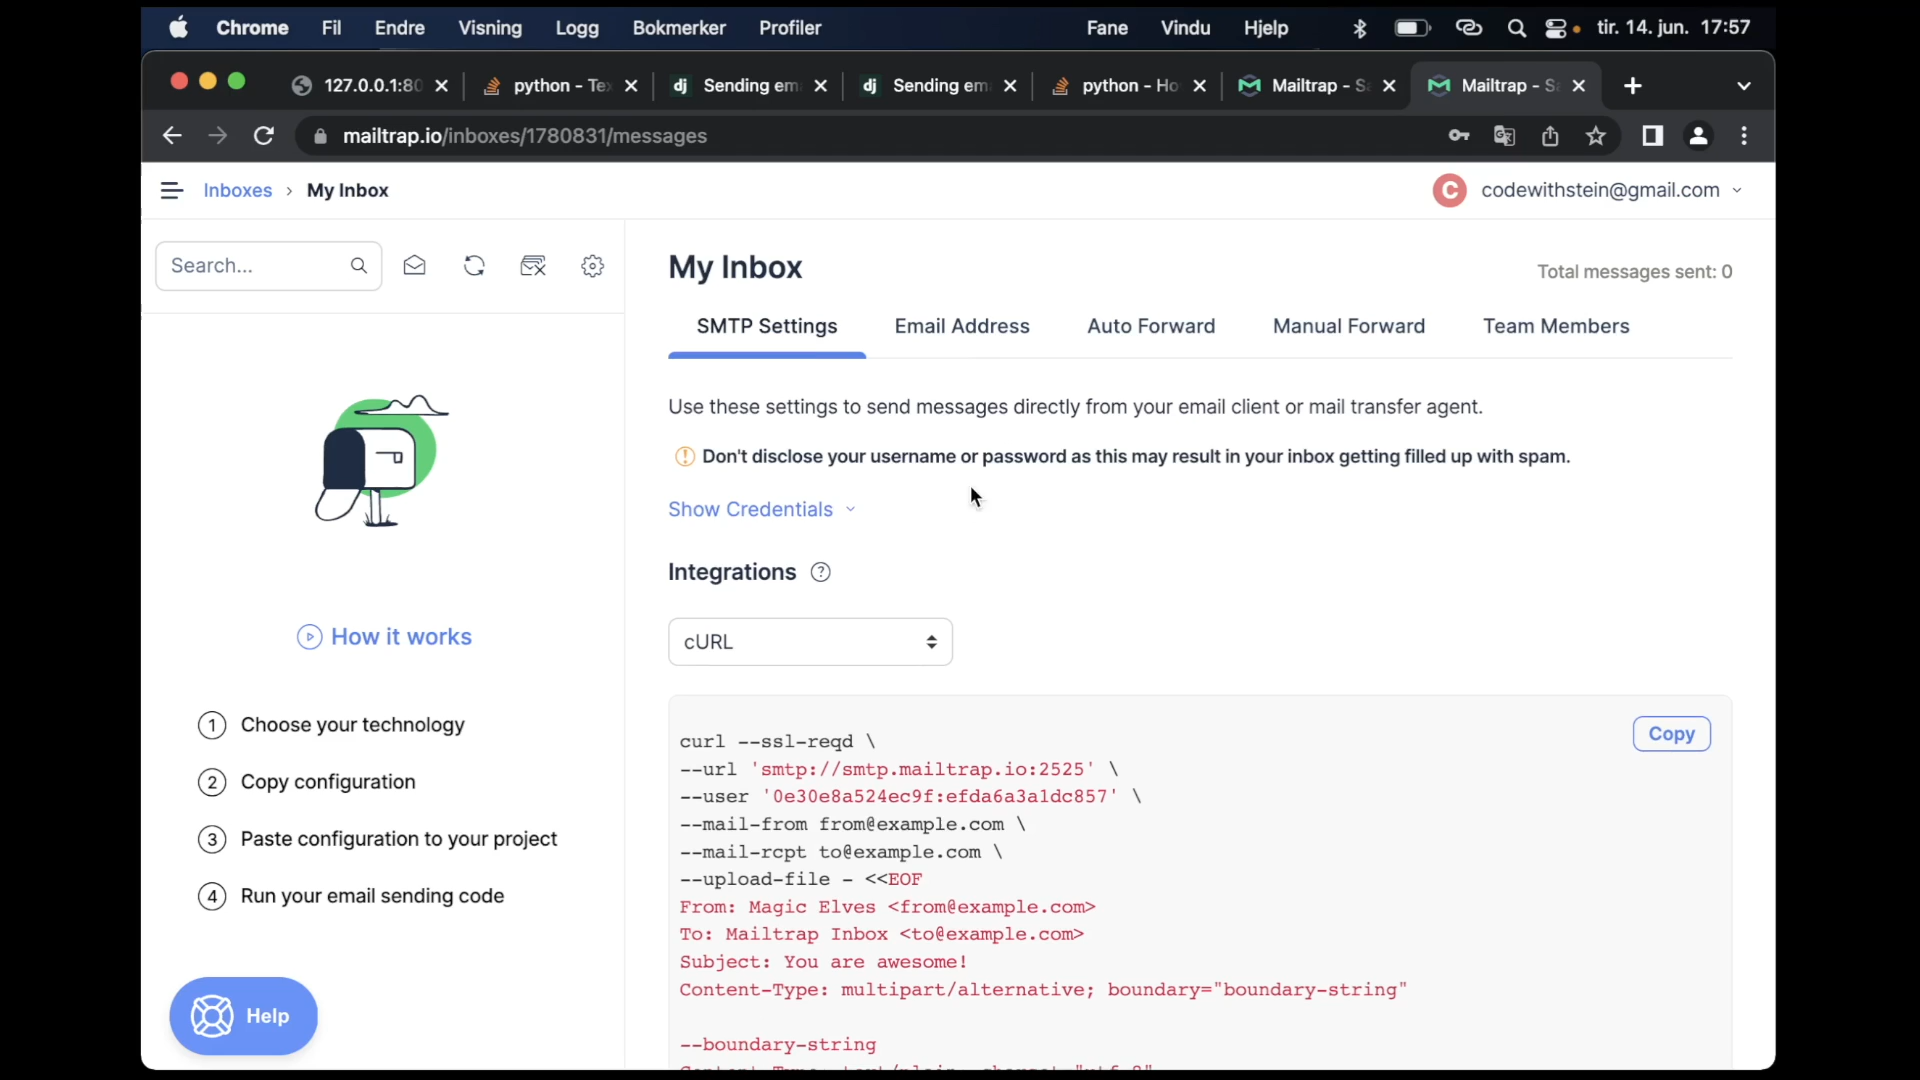 Chrome Fil Endre Visning Logg Bokmerker Profiler Fane Vindu Hjelp tir. 14. jun. 17:57
127.0.0.1:80 python - Tex Sending em Sending em python - Ho Mailtrap - Sa Mailtrap - Sa
mailtrap.io/inboxes/1780831/messages
Inboxes › My Inbox C codewithstein@gmail.com
Search...
My Inbox
Total messages sent: 0
SMTP Settings Email Address Auto Forward Manual Forward Team Members
Use these settings to send messages directly from your email client or mail transfer agent.
Don't disclose your username or password as this may result in your inbox getting filled up with spam.
Show Credentials
Integrations ?
cURL
How it works
1 Choose your technology
2 Copy configuration
3 Paste configuration to your project
4 Run your email sending code
Help
Copy
curl --ssl-reqd \
--url 'smtp://smtp.mailtrap.io:2525' \
--user '0e30e8a524ec9f:efda6a3a1dc857' \
--mail-from from@example.com \
--mail-rcpt to@example.com \
--upload-file - <<EOF
From: Magic Elves <from@example.com>
To: Mailtrap Inbox <to@example.com>
Subject: You are awesome!
Content-Type: multipart/alternative; boundary="boundary-string"
--boundary-string